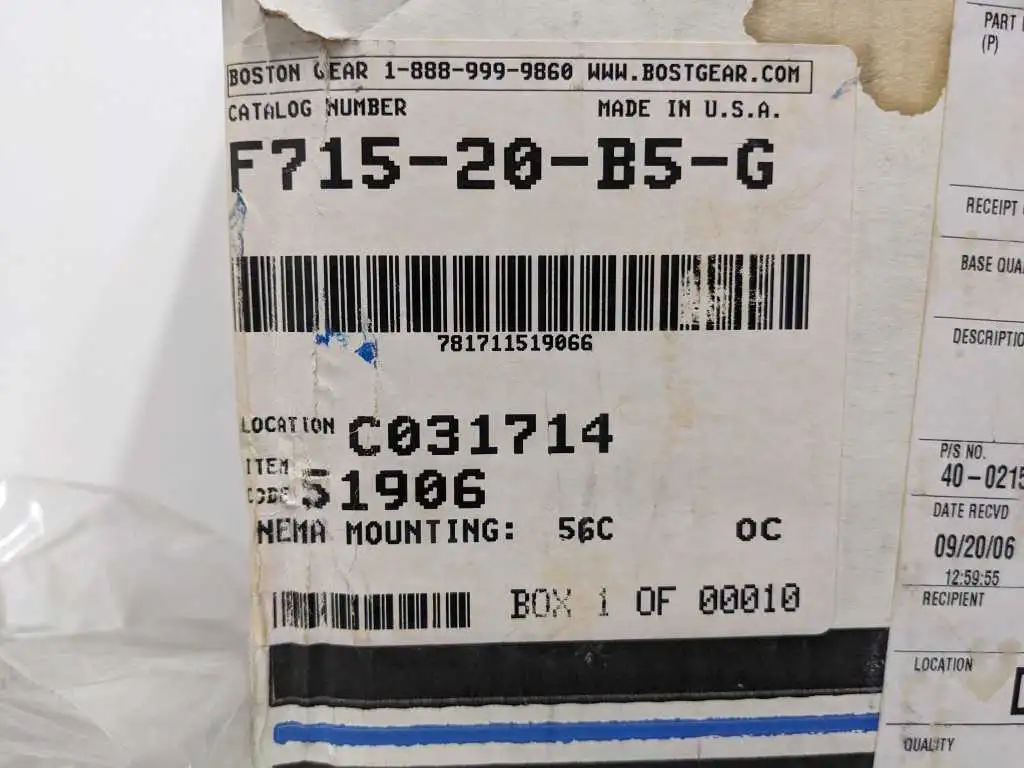 BOSTON GEAR 1-888-999-9860 WWW.BOSTGEAR.COM
CATALOG NUMBER MADE IN U.S.A.
F715-20-B5-G
781711519066
LOCATION C031714
ITEM
CODE 51906
NEMA MOUNTING: 56C OC
BOX 1 OF 00010
PART
(P)
RECEIPT
BASE
P/S NO.
40-0215
DATE RECVD
09/20/06
12:59:55
RECIPIENT
LOCATION
QUALITY